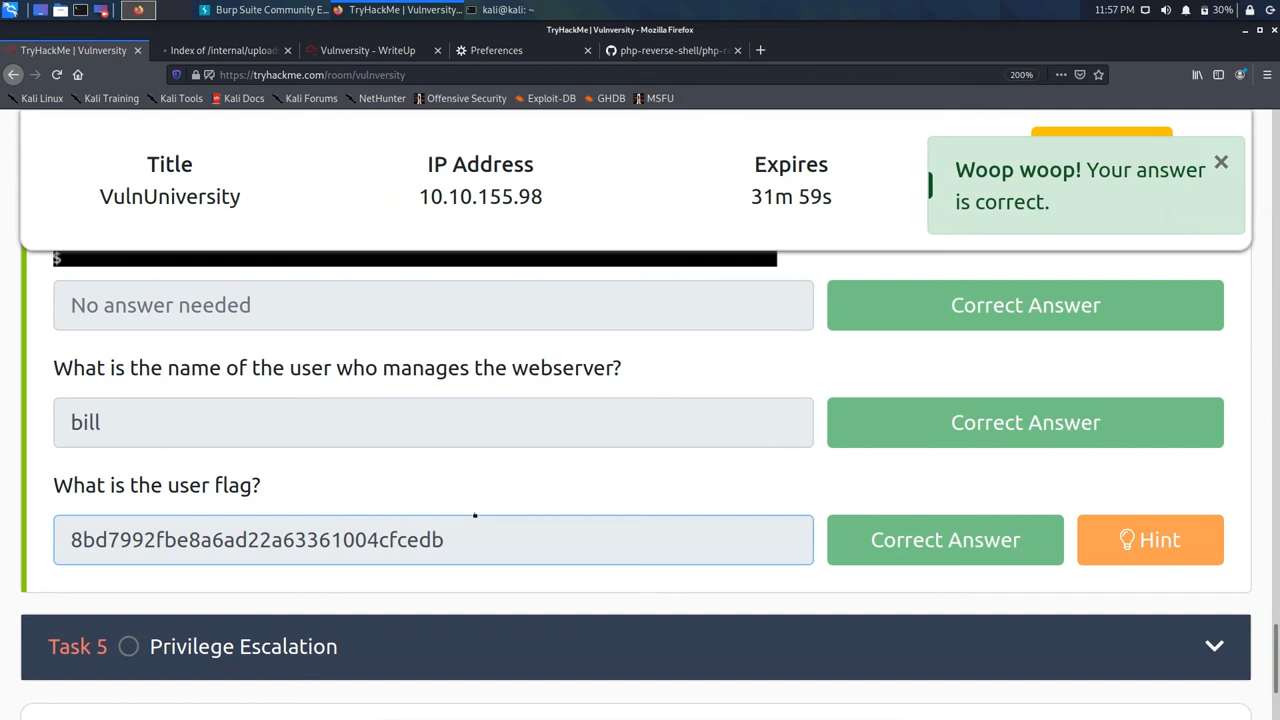 Burp Suite Community E...
TryHackMe | Vulnversity...
kali@kali: ~
11:57 PM
30%
TryHackMe | Vulnversity - Mozilla Firefox
TryHackMe | Vulnversity
Index of /internal/upload
Vulnversity - WriteUp
Preferences
php-reverse-shell/php-re
https://tryhackme.com/room/vulnversity
200%
Kali Linux
Kali Training
Kali Tools
Kali Docs
Kali Forums
NetHunter
Offensive Security
Exploit-DB
GHDB
MSFU
Title
IP Address
Expires
VulnUniversity
10.10.155.98
31m 59s
Woop woop! Your answer
is correct.
$
No answer needed
Correct Answer
What is the name of the user who manages the webserver?
bill
Correct Answer
What is the user flag?
8bd7992fbe8a6ad22a63361004cfcedb
Correct Answer
Hint
Task 5
Privilege Escalation